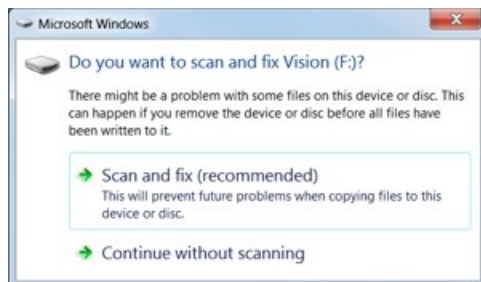 Microsoft Windows
Do you want to scan and fix Vision (F:)?
There might be a problem with some files on this device or disc. This
can happen if you remove the device or disc before all files have
been written to it.
Scan and fix (recommended)
This will prevent future problems when copying files to this
device or disc.
Continue without scanning